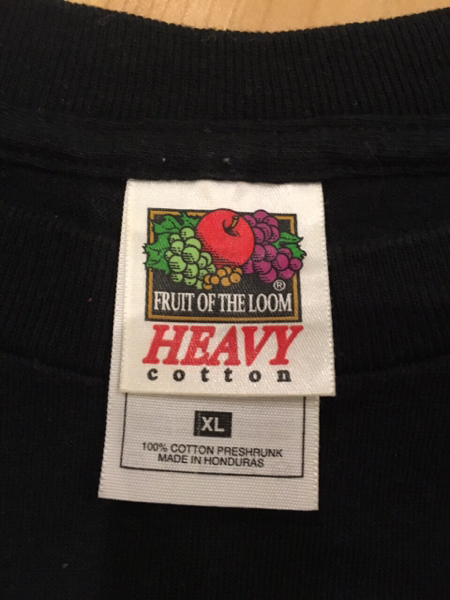 ®
FRUIT OF THE LOOM
HEAVY
cotton
XL
100% COTTON PRESHRUNK
MADE IN HONDURAS